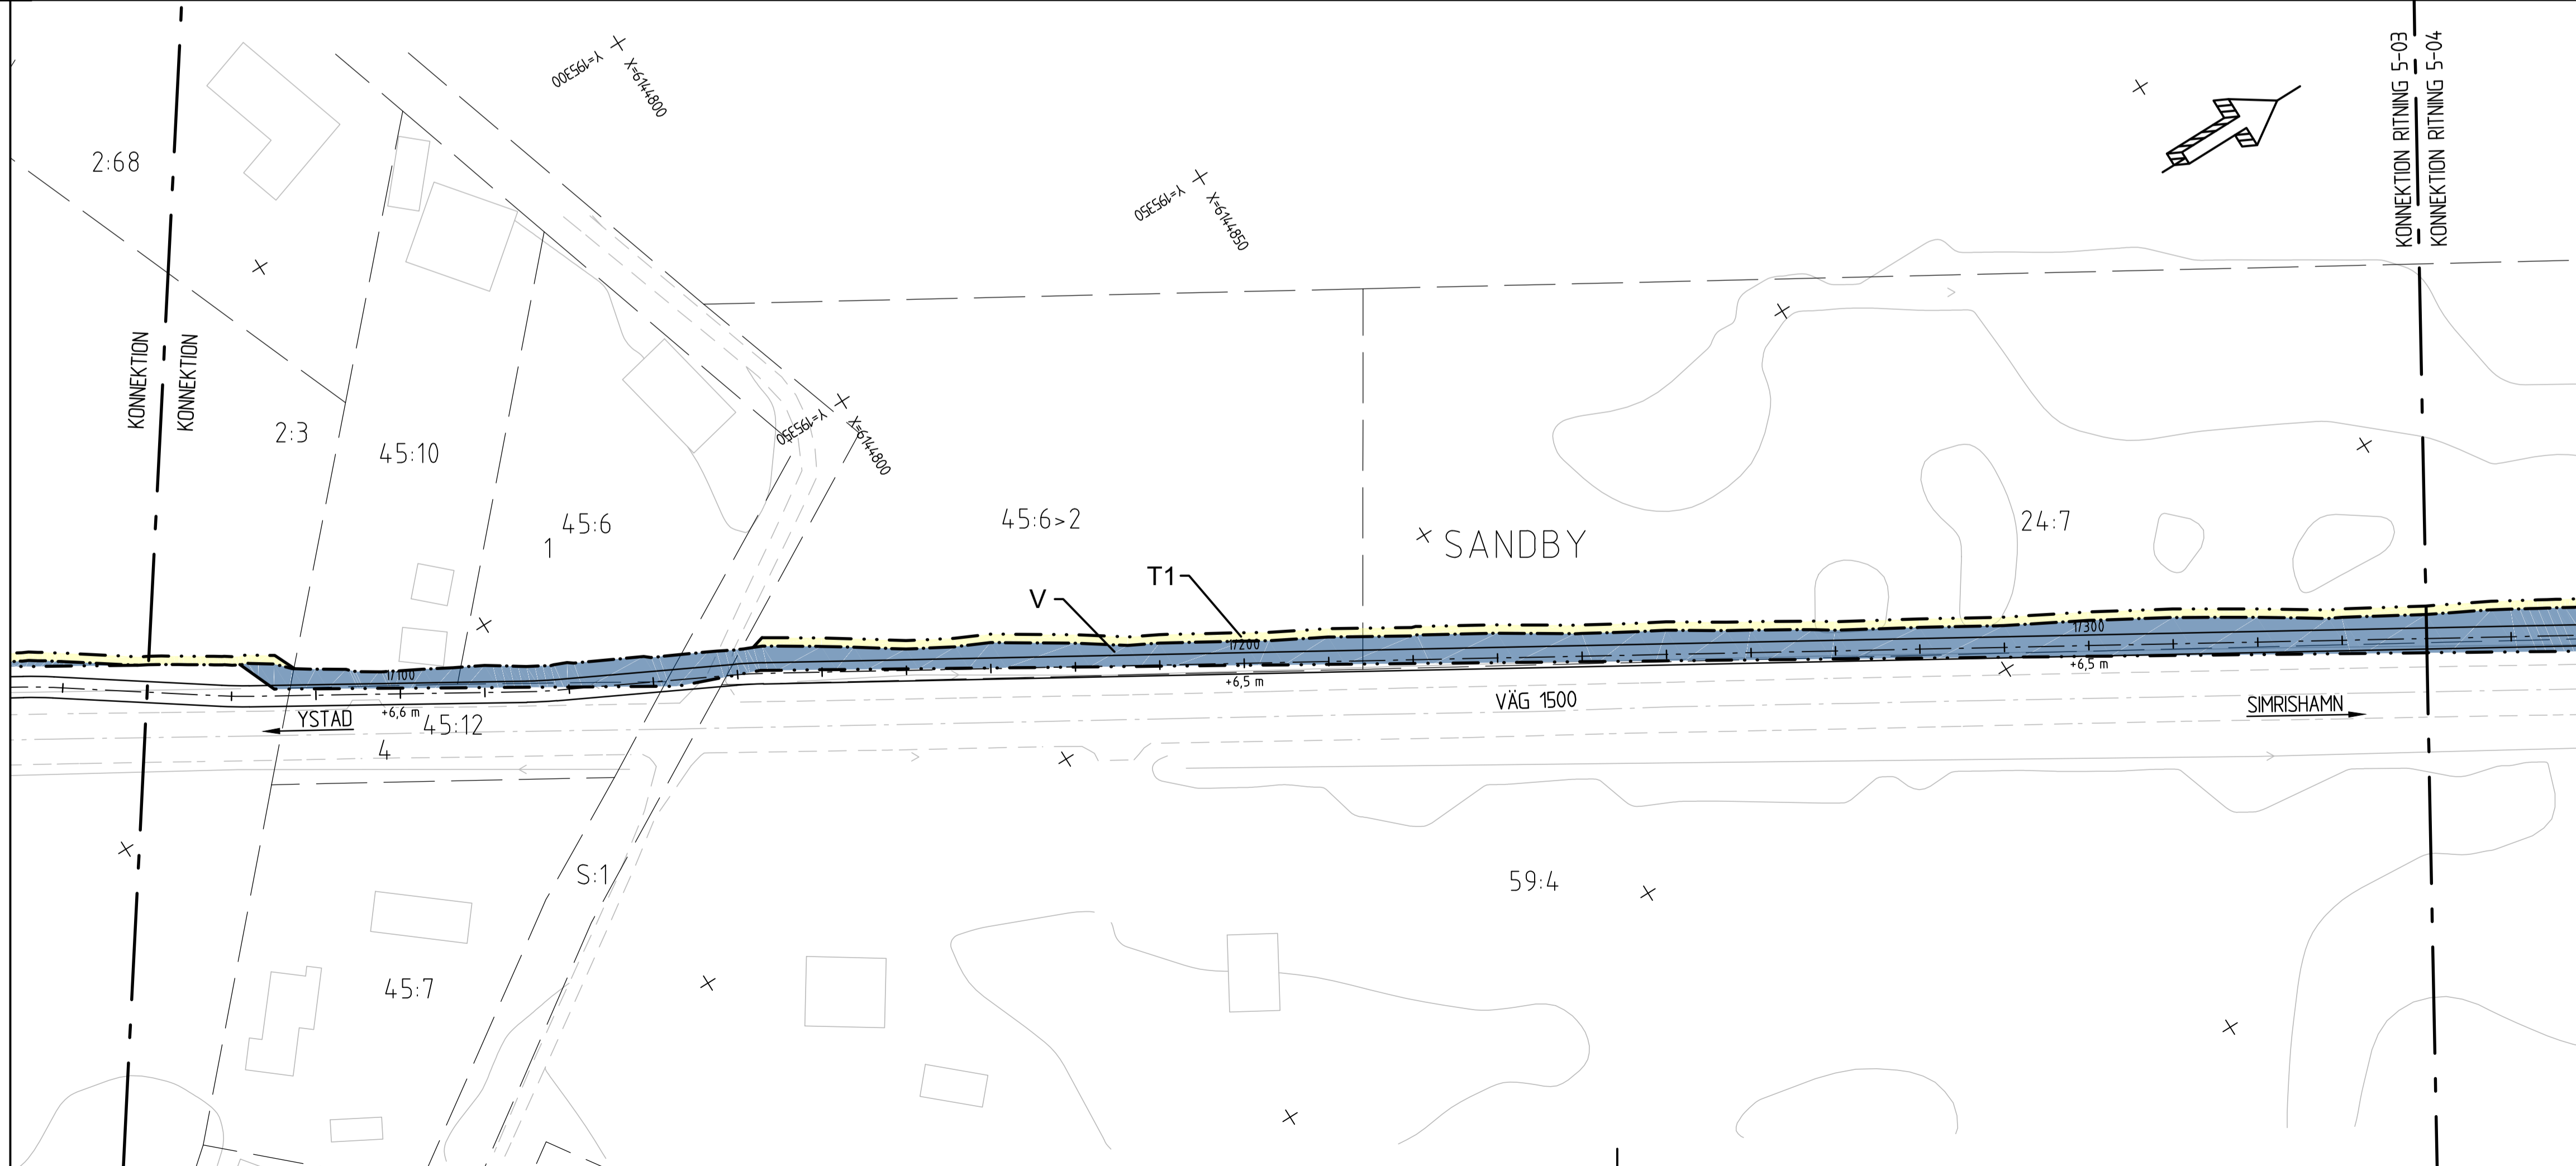 Y=195300
X=6144800
KONNEKTION RITNING 5-03
KONNEKTION RITNING 5-04
2:68
Y=195350
X=6144850
KONNEKTION
KONNEKTION
Y=195350
X=6144800
2:3
45:10
45:6
1
45:6>2
SANDBY
24:7
V
T1
1/100
1/200
1/300
+6,6 m
+6,5 m
+6,5 m
YSTAD
45:12
4
VÄG 1500
SIMRISHAMN
S:1
59:4
45:7